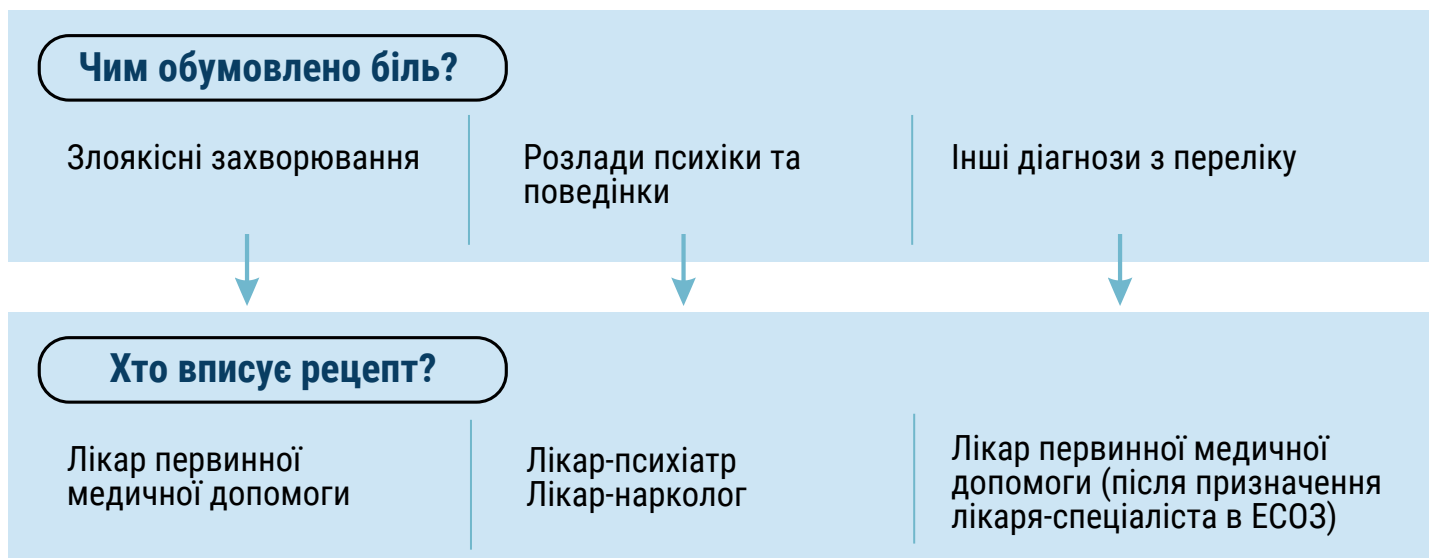 Чим обумовлено біль?
Злоякісні захворювання
Розлади психіки та
поведінки
Інші діагнози з переліку
Хто вписує рецепт?
Лікар первинної
медичної допомоги
Лікар-психіатр
Лікар-нарколог
Лікар первинної медичної
допомоги (після призначення
лікаря-спеціаліста в ЕСОЗ)